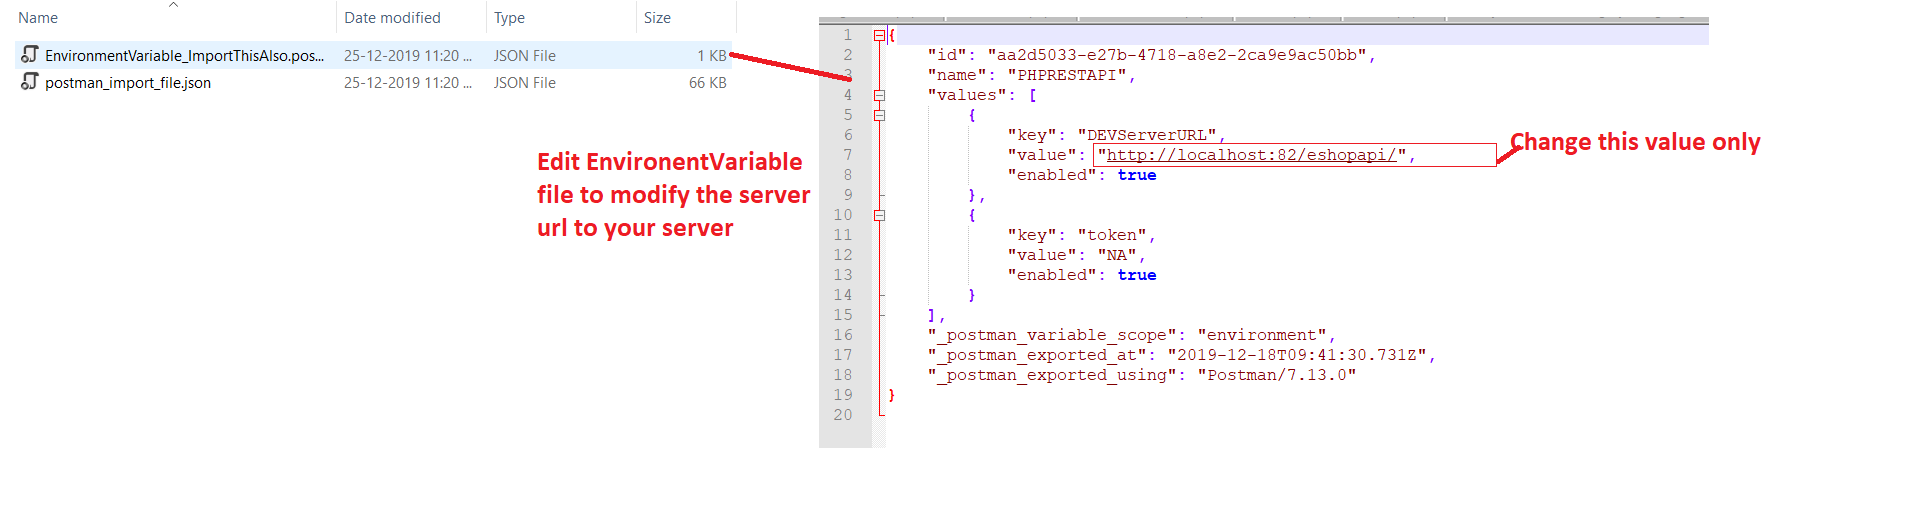 Name Date modified Type Size
EnvironmentVariable_ImportThisAlso.pos... 25-12-2019 11:20 ... JSON File 1 KB
postman_import_file.json 25-12-2019 11:20 ... JSON File 66 KB
Edit EnvironentVariable
file to modify the server
url to your server
1 {
2 "id": "aa2d5033-e27b-4718-a8e2-2ca9e9ac50bb",
3 "name": "PHPRESTAPI",
4 "values": [
5 {
6 "key": "DEVServerURL",
7 "value": "http://localhost:82/eshopapi/",
8 "enabled": true
9 },
10 {
11 "key": "token",
12 "value": "NA",
13 "enabled": true
14 }
15 ],
16 "_postman_variable_scope": "environment",
17 "_postman_exported_at": "2019-12-18T09:41:30.731Z",
18 "_postman_exported_using": "Postman/7.13.0"
19 }
20
Change this value only